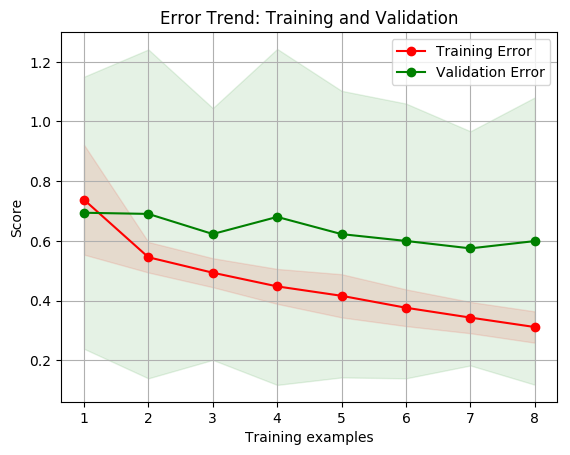 Error Trend: Training and Validation
Training Error
Validation Error
1.2
1.0
0.8
0.6
0.4
0.2
Score
1 2 3 4 5 6 7 8
Training examples